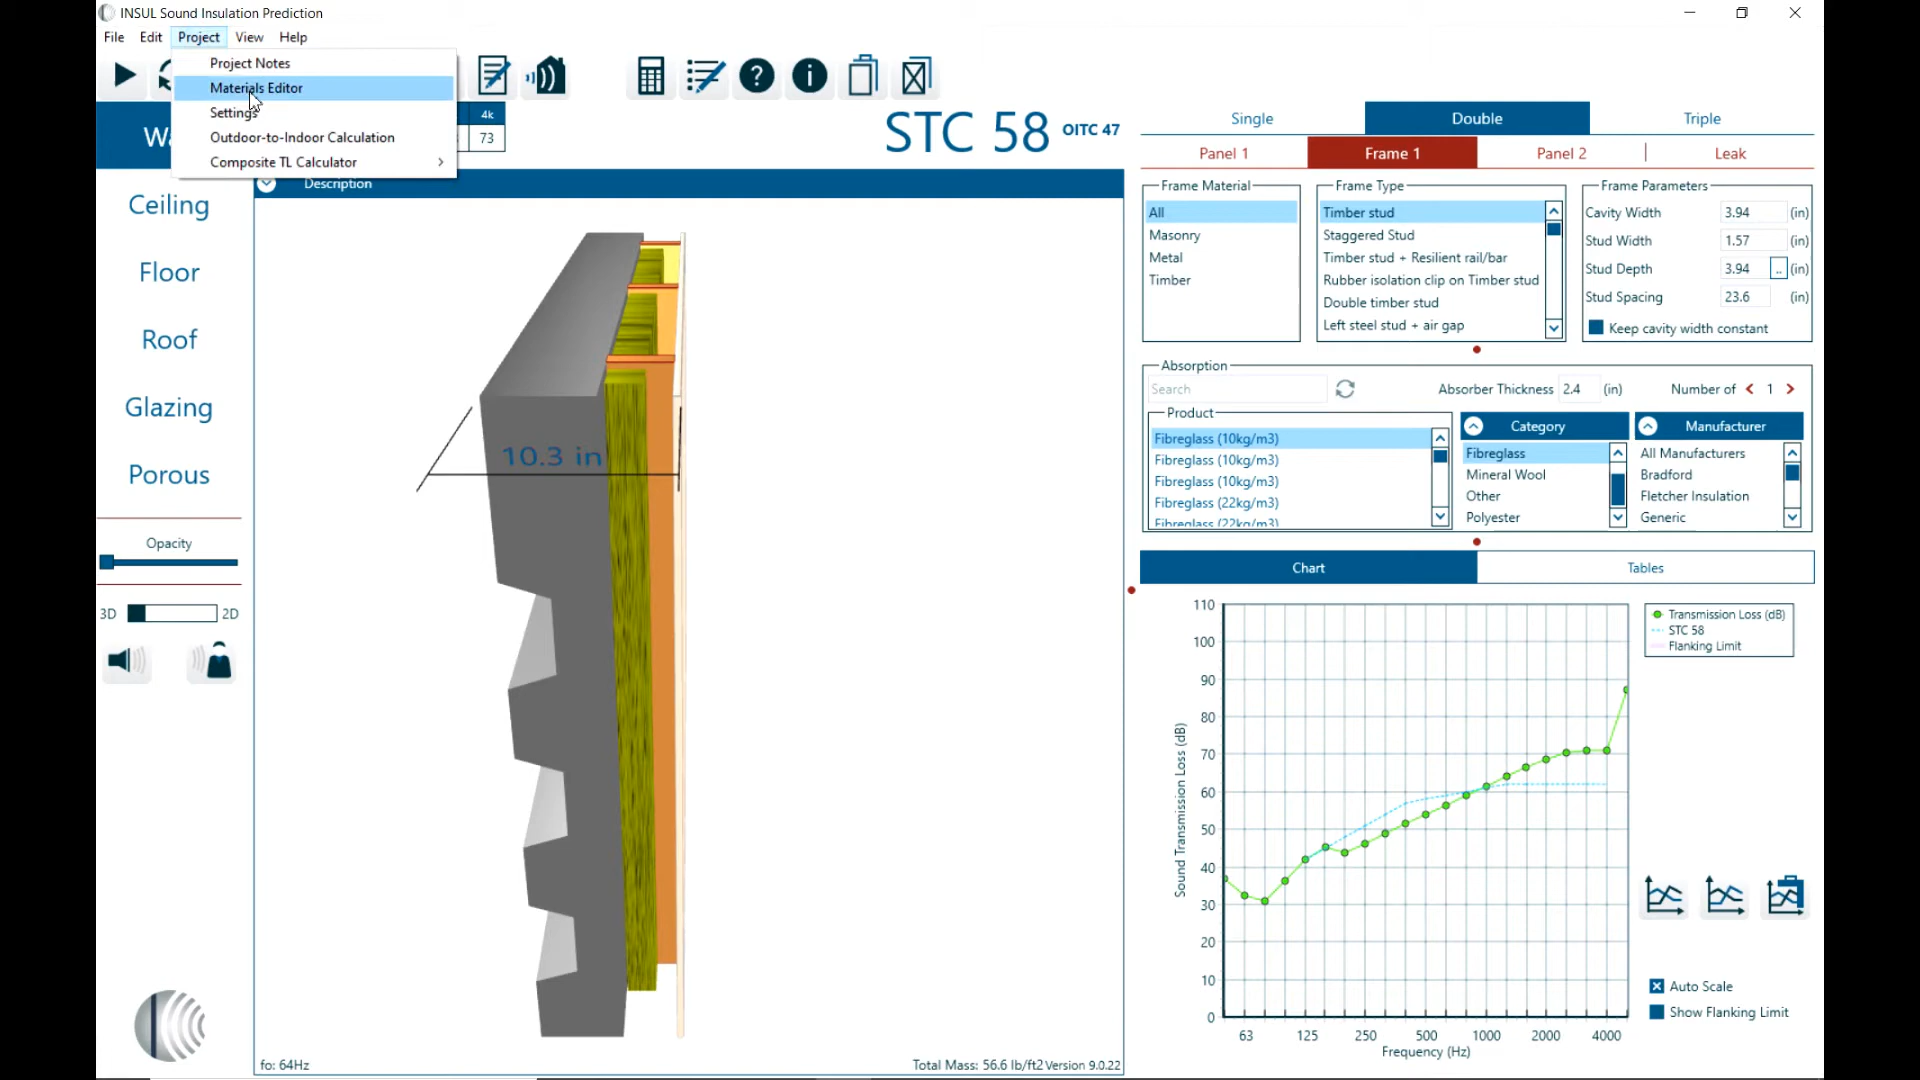 INSUL Sound Insulation Prediction
File Edit Project View Help
Project Notes
Materials Editor
Settings
Outdoor-to-Indoor Calculation
Composite TL Calculator
4k
73
STC 58 OITC 47
Description
Ceiling
Floor
Roof
Glazing
Porous
Opacity
3D 2D
10.3 in
fo: 64Hz
Total Mass: 56.6 lb/ft2 Version 9.0.22
Single Double Triple
Panel 1 Frame 1 Panel 2 Leak
Frame Material
All
Masonry
Metal
Timber
Frame Type
Timber stud
Staggered Stud
Timber stud + Resilient rail/bar
Rubber isolation clip on Timber stud
Double timber stud
Left steel stud + air gap
Frame Parameters
Cavity Width 3.94 (in)
Stud Width 1.57 (in)
Stud Depth 3.94 .. (in)
Stud Spacing 23.6 (in)
Keep cavity width constant
Absorption
Search
Absorber Thickness 2.4 (in)
Number of < 1 >
Product
Fibreglass (10kg/m3)
Fibreglass (10kg/m3)
Fibreglass (10kg/m3)
Fibreglass (22kg/m3)
Fibreglass (22kg/m3)
Category
Fibreglass
Mineral Wool
Other
Polyester
Manufacturer
All Manufacturers
Bradford
Fletcher Insulation
Generic
Chart Tables
110
100
90
80
70
60
50
40
30
20
10
0
Sound Transmission Loss (dB)
63 125 250 500 1000 2000 4000
Frequency (Hz)
Transmission Loss (dB)
STC 58
Flanking Limit
Auto Scale
Show Flanking Limit